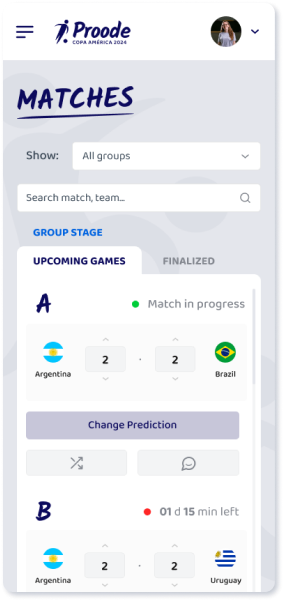 Proode
COPA AMÉRICA 2024
MATCHES
Show: All groups
Search match, team...
GROUP STAGE
UPCOMING GAMES FINALIZED
A Match in progress
2 · 2
Argentina Brazil
Change Prediction
B 01 d 15 min left
2 · 2
Argentina Uruguay